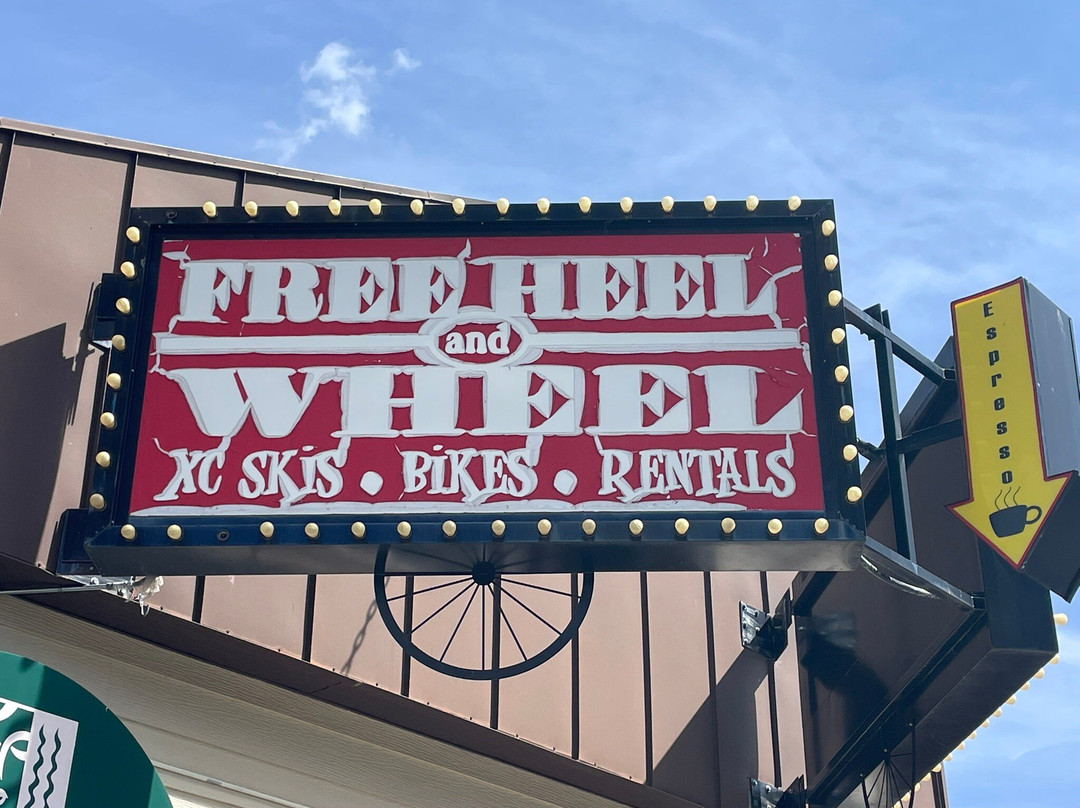 FREE HEEL
and
WHEEL
XC SKIS • BIKES • RENTALS
Espresso